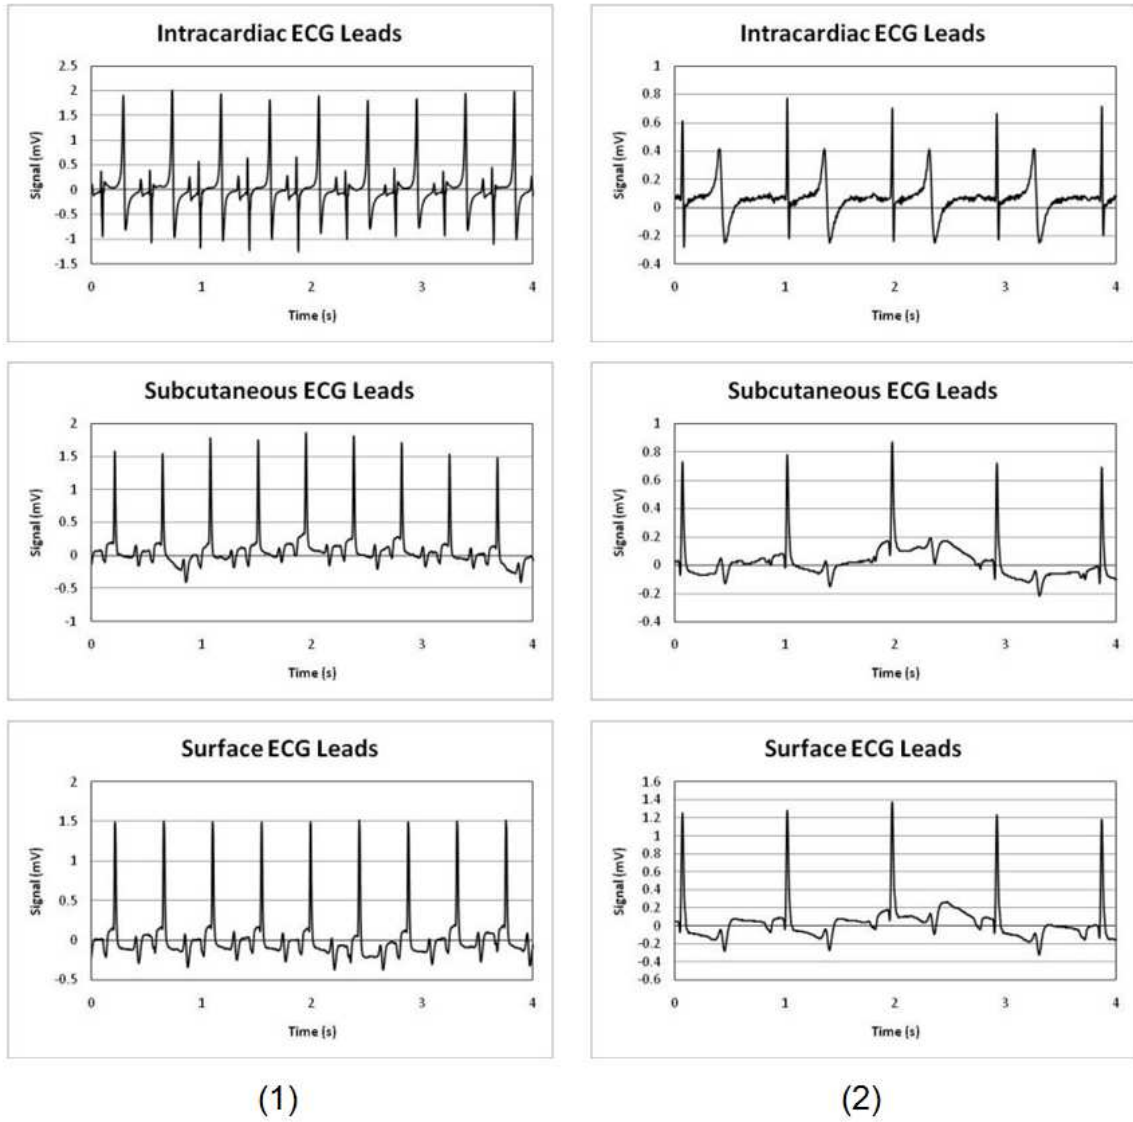 Intracardiac ECG Leads
2.5
2
1.5
1
0.5
0
-0.5
-1
-1.5
Signal (mV)
0 1 2 3 4
Time (s)
Intracardiac ECG Leads
1
0.8
0.6
0.4
0.2
0
-0.2
-0.4
Signal (mV)
0 1 2 3 4
Time (s)
Subcutaneous ECG Leads
2
1.5
1
0.5
0
-0.5
-1
Signal (mV)
0 1 2 3 4
Time (s)
Subcutaneous ECG Leads
1
0.8
0.6
0.4
0.2
0
-0.2
-0.4
Signal (mV)
0 1 2 3 4
Time (s)
Surface ECG Leads
2
1.5
1
0.5
0
-0.5
Signal (mV)
0 1 2 3 4
Time (s)
Surface ECG Leads
1.6
1.4
1.2
1
0.8
0.6
0.4
0.2
0
-0.2
-0.4
-0.6
Signal (mV)
0 1 2 3 4
Time (s)
(1)
(2)